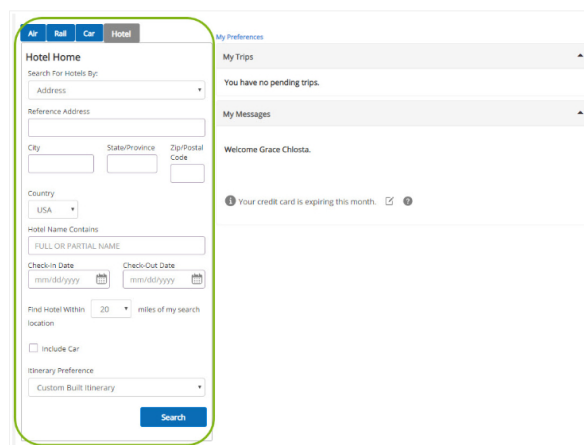 Air Rail Car Hotel
My Preferences
Hotel Home
Search For Hotels By:
Address
Reference Address
City State/Province Zip/Postal Code
Country
USA
Hotel Name Contains
FULL OR PARTIAL NAME
Check-in Date Check-Out Date
mm/dd/yyyy mm/dd/yyyy
Find Hotel Within 20 miles of my search
location
Include Car
Itinerary Preference
Custom Built Itinerary
Search
My Trips
You have no pending trips.
My Messages
Welcome Grace Chlosta.
Your credit card is expiring this month.